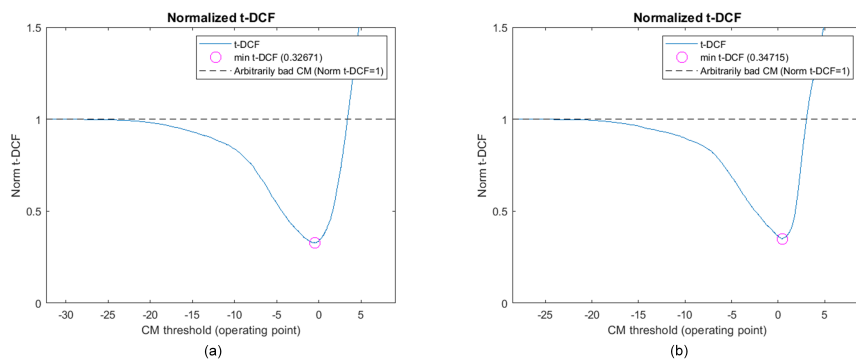 Normalized t-DCF
1.5
1
0.5
0
Norm t-DCF
t-DCF
min t-DCF (0.32671)
Arbitrarily bad CM (Norm t-DCF=1)
-30 -25 -20 -15 -10 -5 0 5
CM threshold (operating point)
(a)
Normalized t-DCF
1.5
1
0.5
0
Norm t-DCF
t-DCF
min t-DCF (0.34715)
Arbitrarily bad CM (Norm t-DCF=1)
-25 -20 -15 -10 -5 0 5
CM threshold (operating point)
(b)